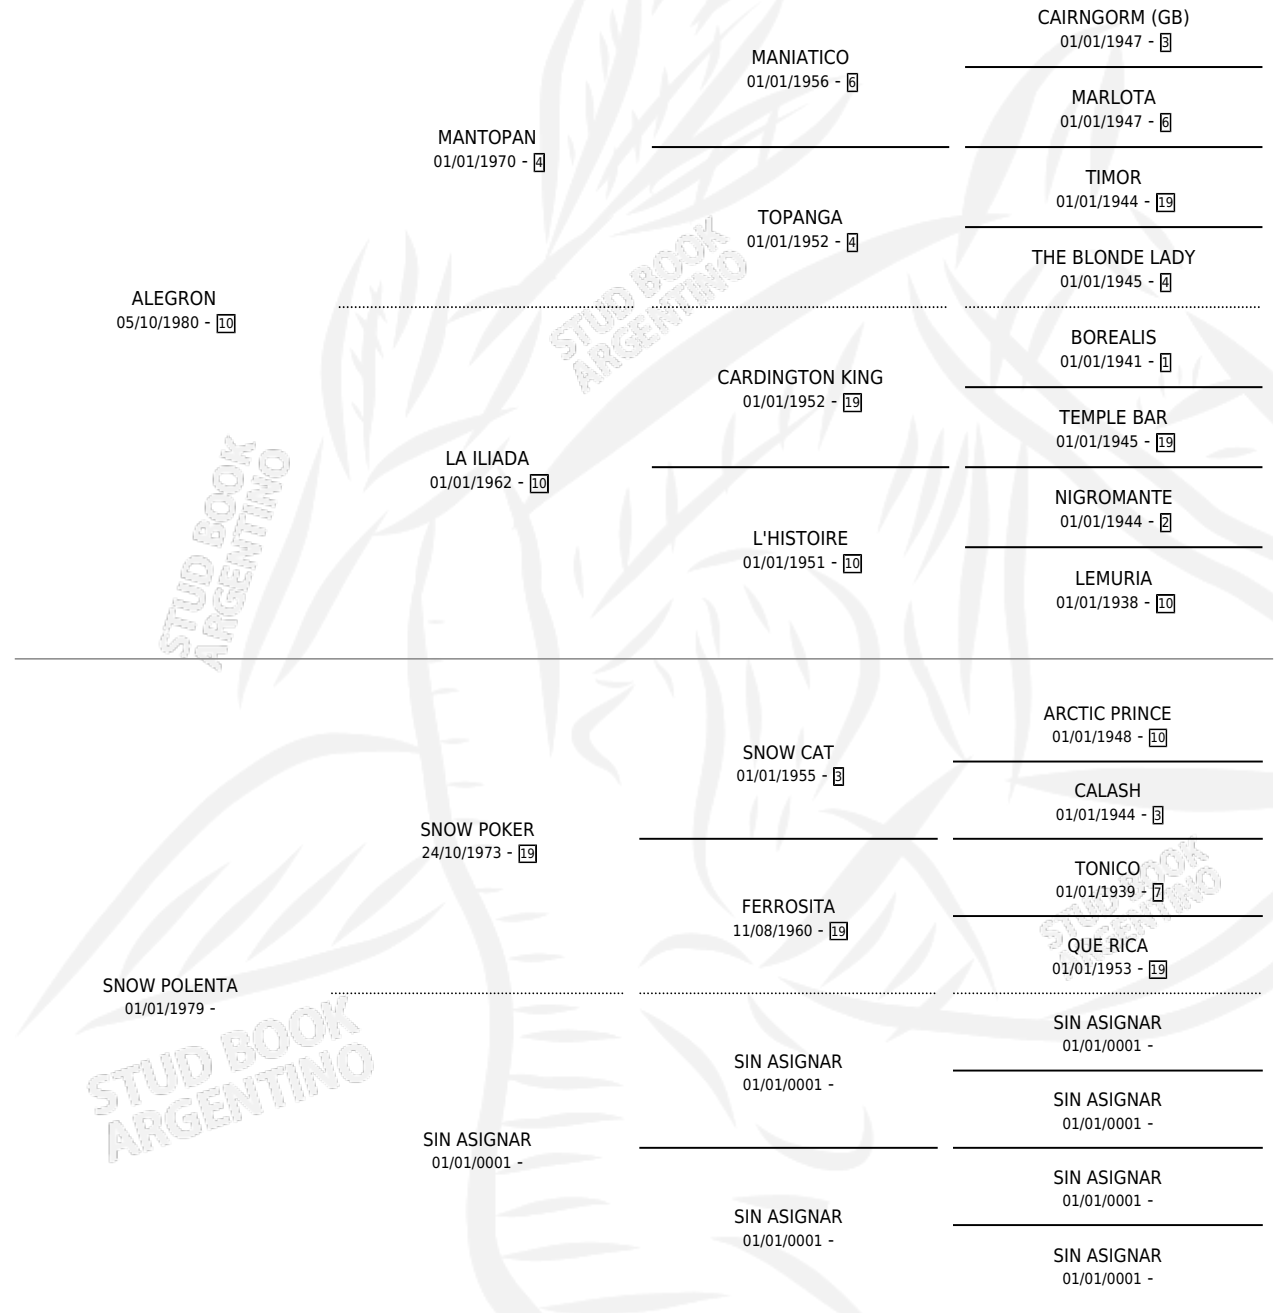 CAIRNGORM (GB)
01/01/1947 - 3
MANIATICO
01/01/1956 - 6
MARLOTA
01/01/1947 - 6
MANTOPAN
01/01/1970 - 4
TIMOR
01/01/1944 - 19
TOPANGA
01/01/1952 - 4
THE BLONDE LADY
01/01/1945 - 4
ALEGRON
05/10/1980 - 10
BOREALIS
01/01/1941 - 1
CARDINGTON KING
01/01/1952 - 19
TEMPLE BAR
01/01/1945 - 19
LA ILIADA
01/01/1962 - 10
NIGROMANTE
01/01/1944 - 2
L'HISTOIRE
01/01/1951 - 10
LEMURIA
01/01/1938 - 10
STUD BOOK
ARGENTINO
STUD BOOK
ARGENTINO
ARCTIC PRINCE
01/01/1948 - 10
SNOW CAT
01/01/1955 - 3
CALASH
01/01/1944 - 3
SNOW POKER
24/10/1973 - 19
TONICO
01/01/1939 - 7
FERROSITA
11/08/1960 - 19
QUE RICA
01/01/1953 - 19
STUD BOOK
ARGENTINO
SNOW POLENTA
01/01/1979 -
SIN ASIGNAR
01/01/0001 -
SIN ASIGNAR
01/01/0001 -
SIN ASIGNAR
01/01/0001 -
SIN ASIGNAR
01/01/0001 -
SIN ASIGNAR
01/01/0001 -
SIN ASIGNAR
01/01/0001 -
SIN ASIGNAR
01/01/0001 -
STUD BOOK
ARGENTINO